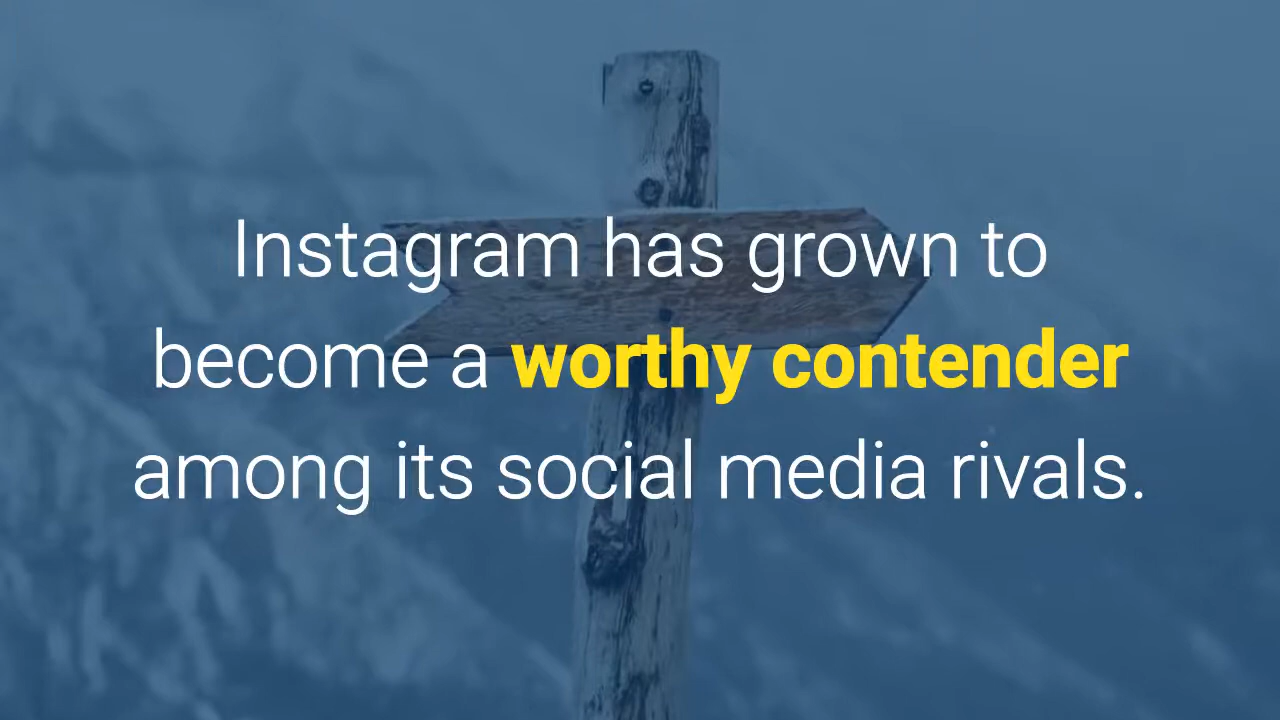 Instagram has grown to
become a worthy contender
among its social media rivals.